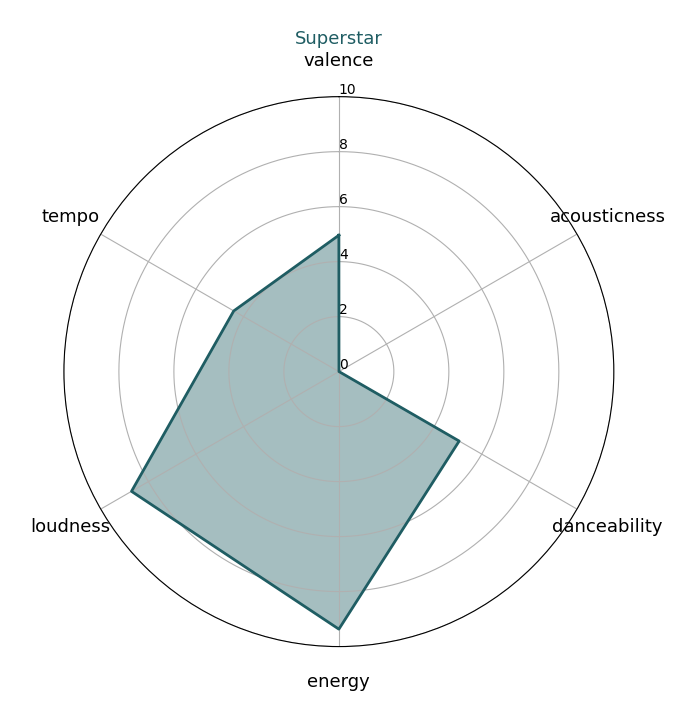 Superstar
valence
10
8
6
4
2
0
tempo
acousticness
loudness
danceability
energy